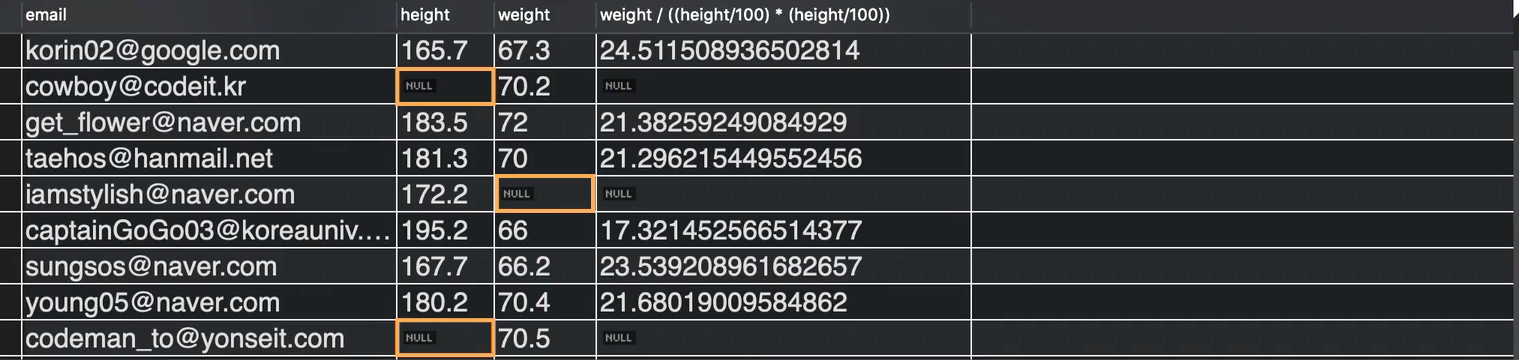 email height weight weight / ((height/100) * (height/100))
korin02@google.com 165.7 67.3 24.511508936502814
cowboy@codeit.kr NULL 70.2 NULL
get_flower@naver.com 183.5 72 21.38259249084929
taehos@hanmail.net 181.3 70 21.296215449552456
iamstylish@naver.com 172.2 NULL NULL
captainGoGo03@koreauniv.... 195.2 66 17.321452566514377
sungsos@naver.com 167.7 66.2 23.539208961682657
young05@naver.com 180.2 70.4 21.68019009584862
codeman_to@yonseit.com NULL 70.5 NULL